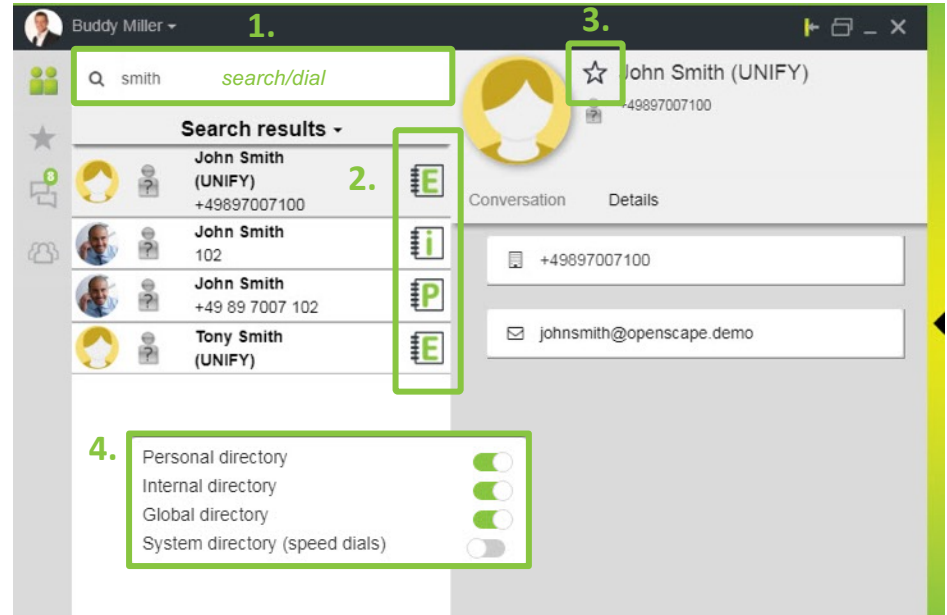 Buddy Miller
1.
3.
smith
search/dial
John Smith (UNIFY)
+49897007100
Search results
2.
John Smith
(UNIFY)
+49897007100
E
8
Conversation
Details
John Smith
102
i
+49897007100
John Smith
+49 89 7007 102
P
Tony Smith
(UNIFY)
E
johnsmith@openscape.demo
4.
Personal directory
Internal directory
Global directory
System directory (speed dials)